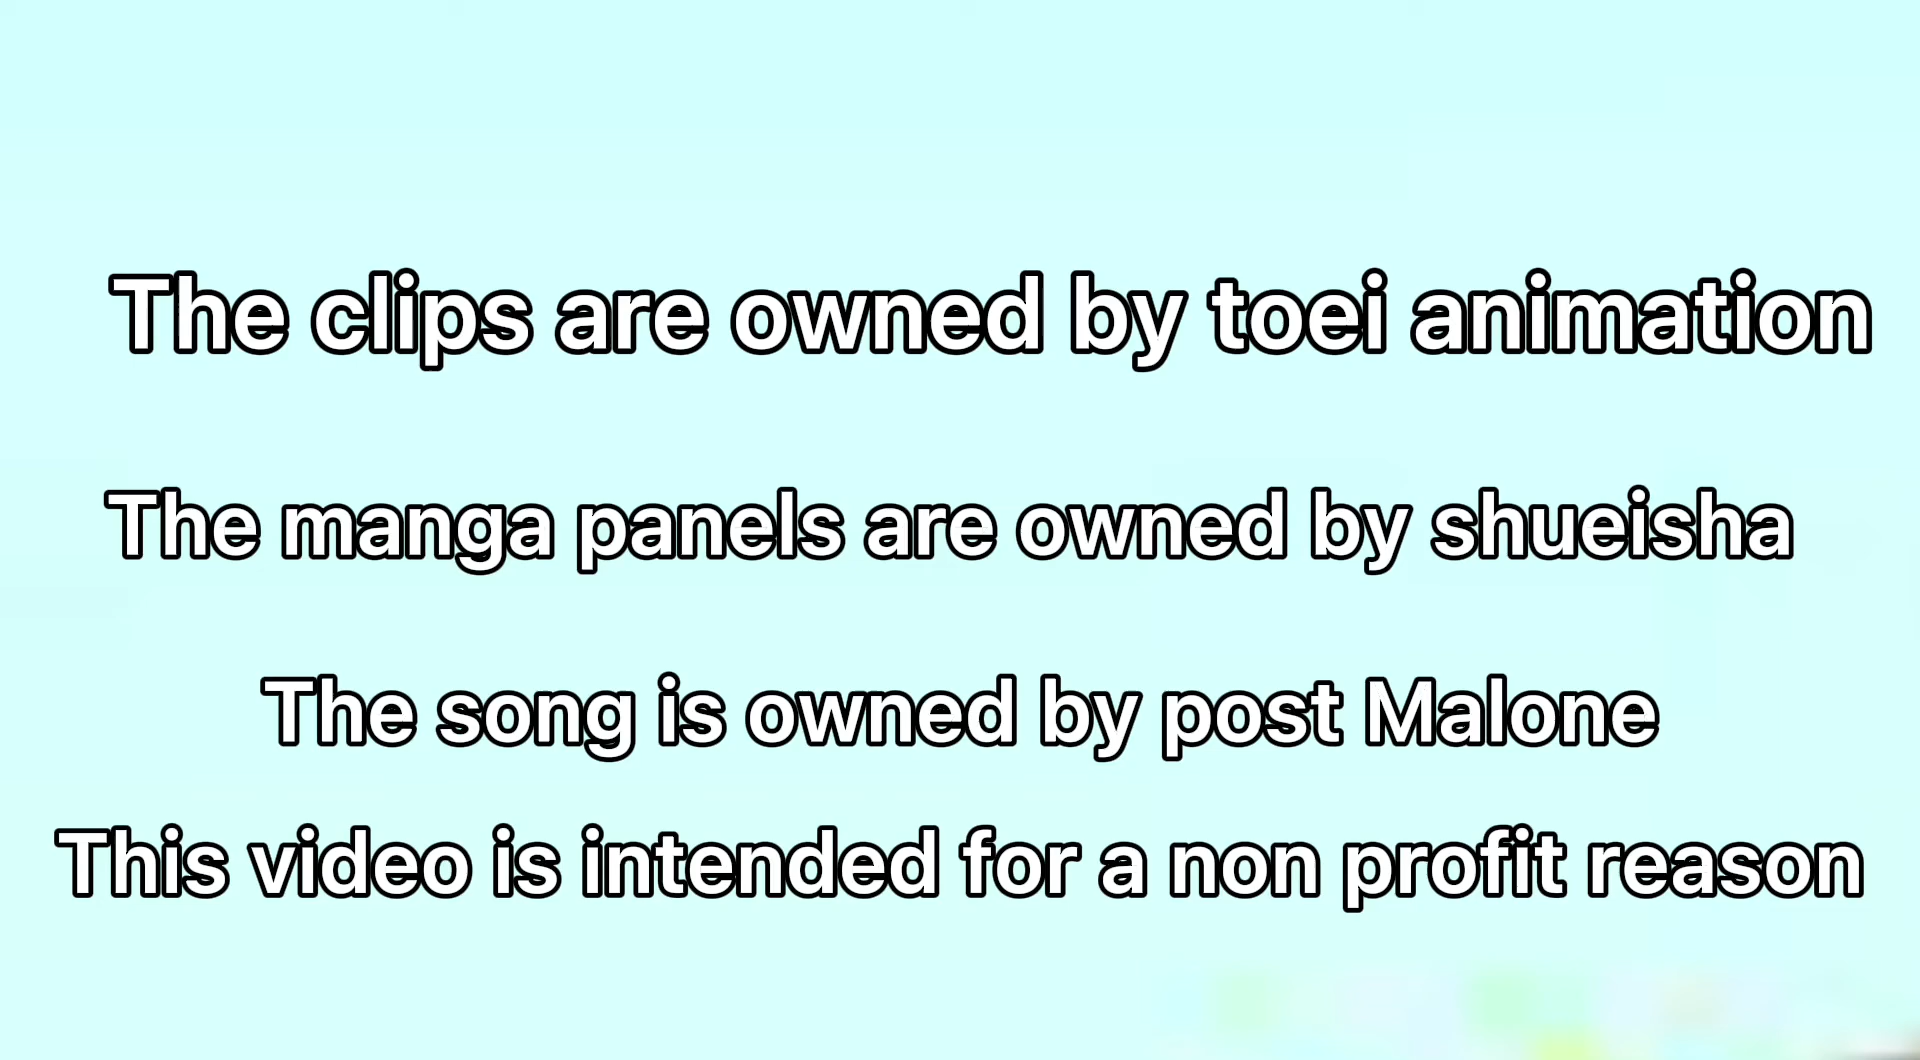 The clips are owned by toei animation
The manga panels are owned by shueisha
The song is owned by post Malone
This video is intended for a non profit reason